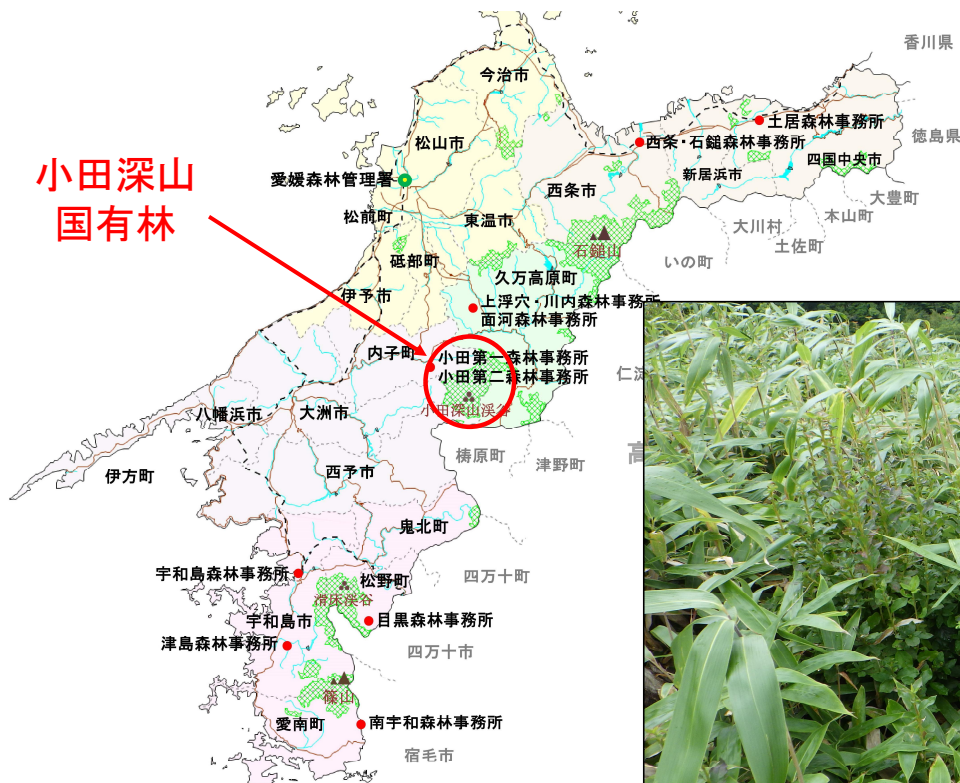 香川県
今治市
土居森林事務所
徳島県
西条・石鎚森林事務所
松山市
四国中央市
小田深山
国有林
愛媛森林管理署
新居浜市
西条市
大豊町
松前町
東温市
本山町
大川村
土佐町
石鎚山
砥部町
いの町
久万高原町
伊予市
上浮穴・川内森林事務所
面河森林事務所
内子町
小田第一森林事務所
小田第二森林事務所
仁淀
小田深山渓谷
八幡浜市
大洲市
梼原町
津野町
高
伊方町
西予市
鬼北町
宇和島森林事務所
松野町
四万十町
滑床渓谷
宇和島市
目黒森林事務所
津島森林事務所
四万十市
篠山
愛南町
南宇和森林事務所
宿毛市